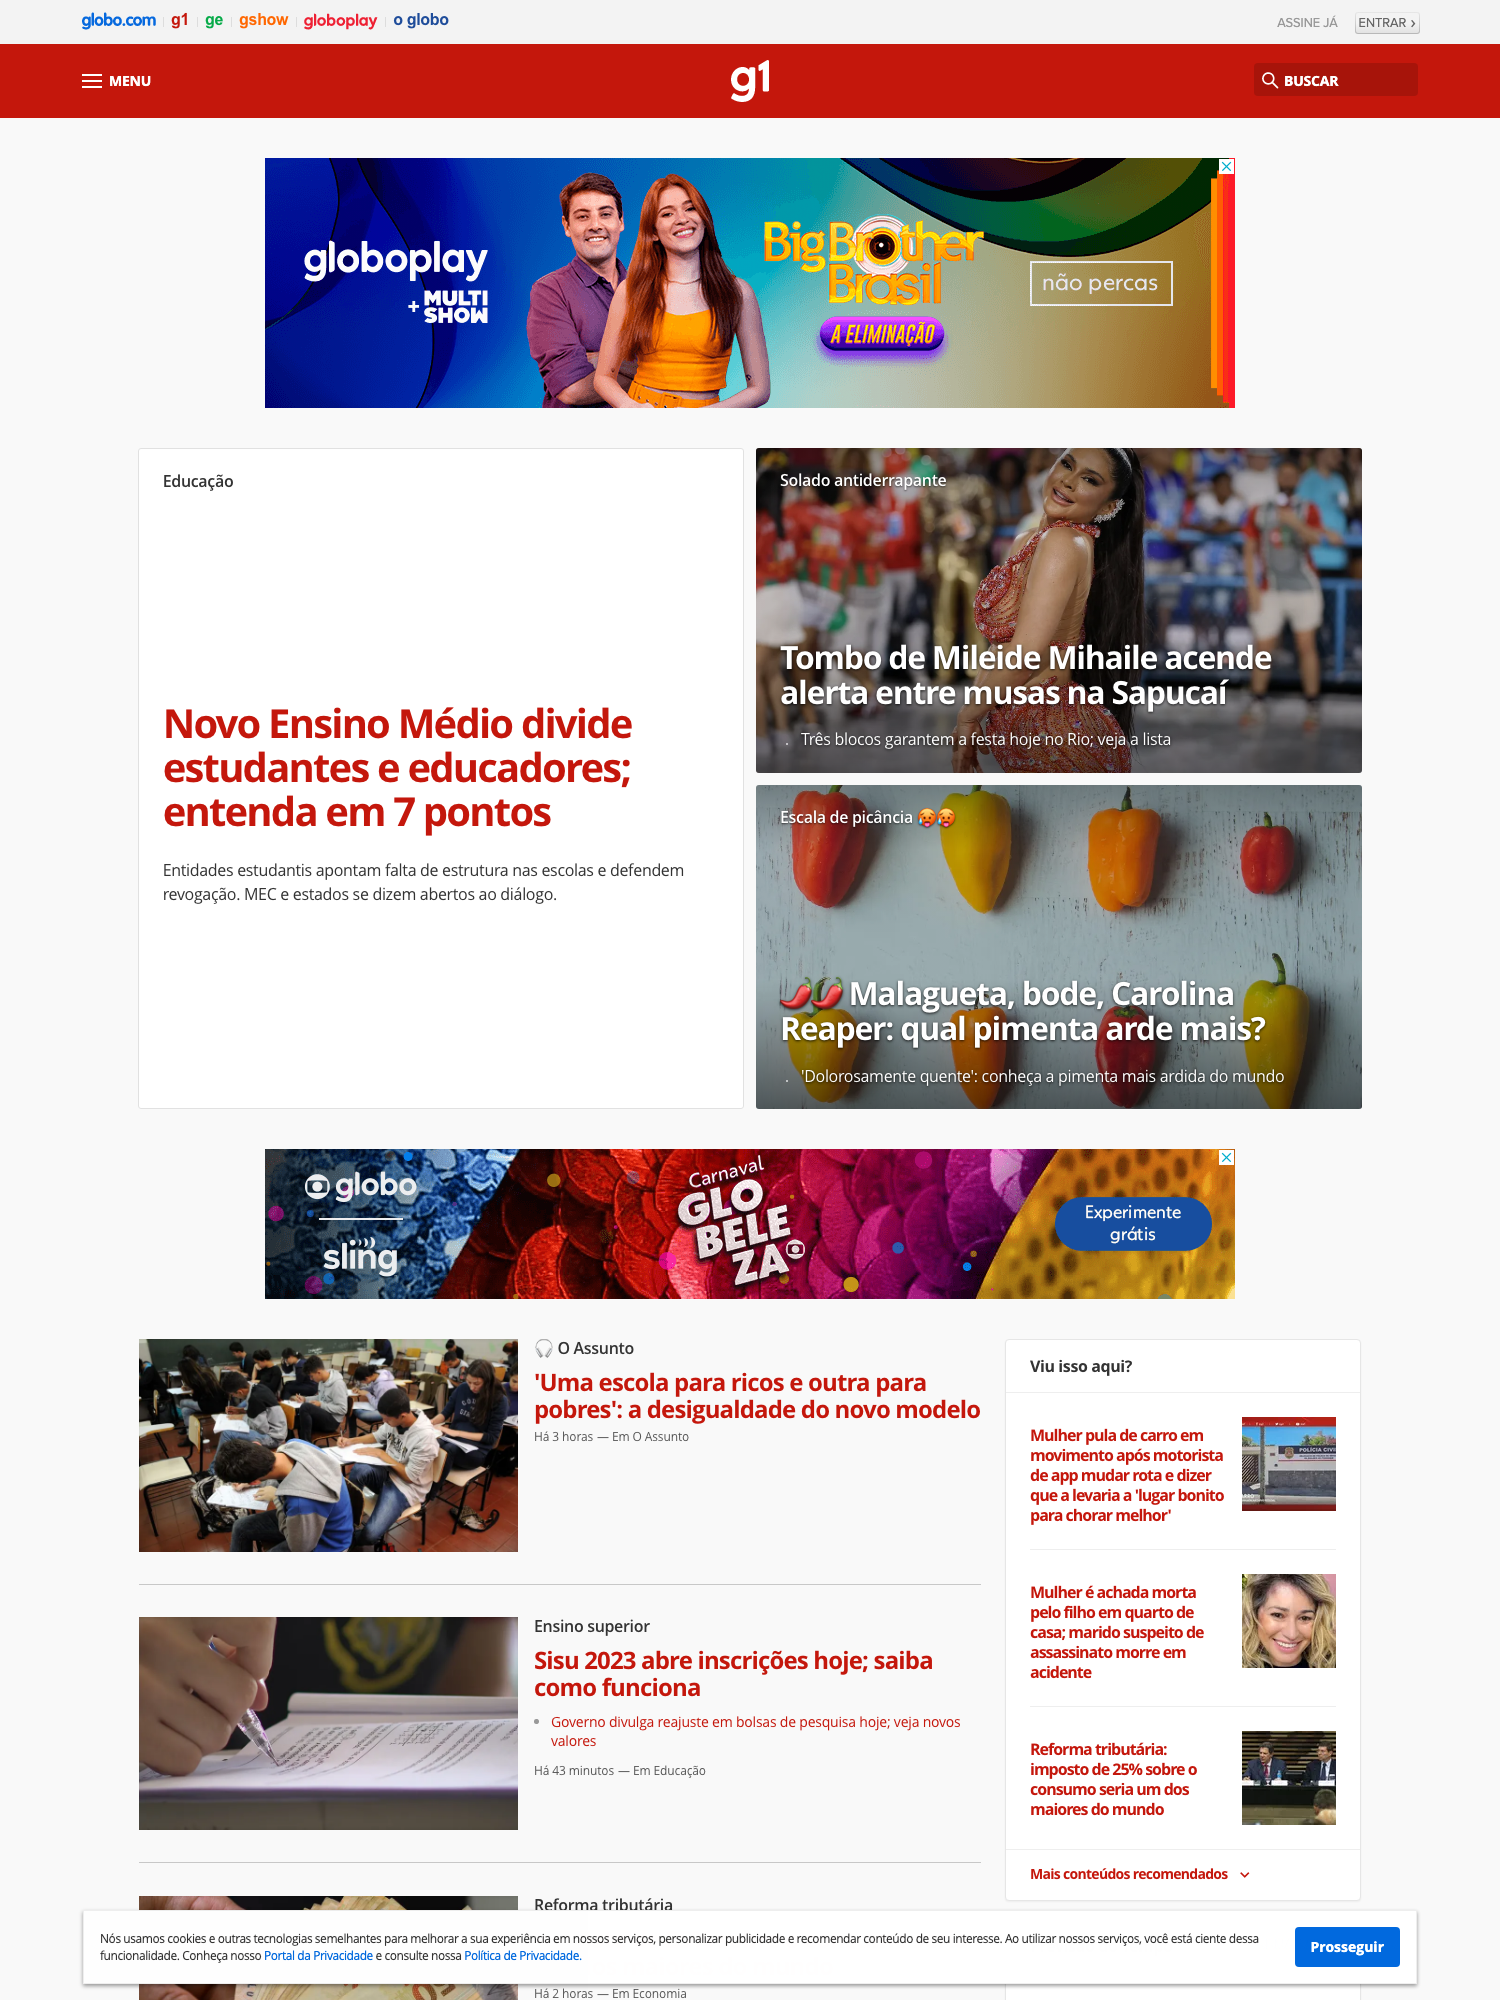 globo.com
g1
ge
gshow
globoplay
o globo
ASSINE JÁ
ENTRAR ›
MENU
g1
BUSCAR
globoplay
+ MULTI
SHOW
Big Brother
Brasil
A ELIMINAÇÃO
não percas
Educação
Novo Ensino Médio divide
estudantes e educadores;
entenda em 7 pontos
Entidades estudantis apontam falta de estrutura nas escolas e defendem
revogação. MEC e estados se dizem abertos ao diálogo.
Solado antiderrapante
Tombo de Mileide Mihaile acende
alerta entre musas na Sapucaí
. Três blocos garantem a festa hoje no Rio; veja a lista
Escala de picância 🥵🥵
🌶️🌶️ Malagueta, bode, Carolina
Reaper: qual pimenta arde mais?
. 'Dolorosamente quente': conheça a pimenta mais ardida do mundo
globo
sling
Carnaval
GLO
BELE
ZA
Experimente
grátis
🎧 O Assunto
'Uma escola para ricos e outra para
pobres': a desigualdade do novo modelo
Há 3 horas — Em O Assunto
Ensino superior
Sisu 2023 abre inscrições hoje; saiba
como funciona
• Governo divulga reajuste em bolsas de pesquisa hoje; veja novos
valores
Há 43 minutos — Em Educação
Viu isso aqui?
Mulher pula de carro em
movimento após motorista
de app mudar rota e dizer
que a levaria a 'lugar bonito
para chorar melhor'
POLÍCIA CIVI
Mulher é achada morta
pelo filho em quarto de
casa; marido suspeito de
assassinato morre em
acidente
Reforma tributária:
imposto de 25% sobre o
consumo seria um dos
maiores do mundo
Mais conteúdos recomendados
Reforma tributária
Nós usamos cookies e outras tecnologias semelhantes para melhorar a sua experiência em nossos serviços, personalizar publicidade e recomendar conteúdo de seu interesse. Ao utilizar nossos serviços, você está ciente dessa
funcionalidade. Conheça nosso Portal da Privacidade e consulte nossa Política de Privacidade.
Prosseguir
Há 2 horas — Em Economia